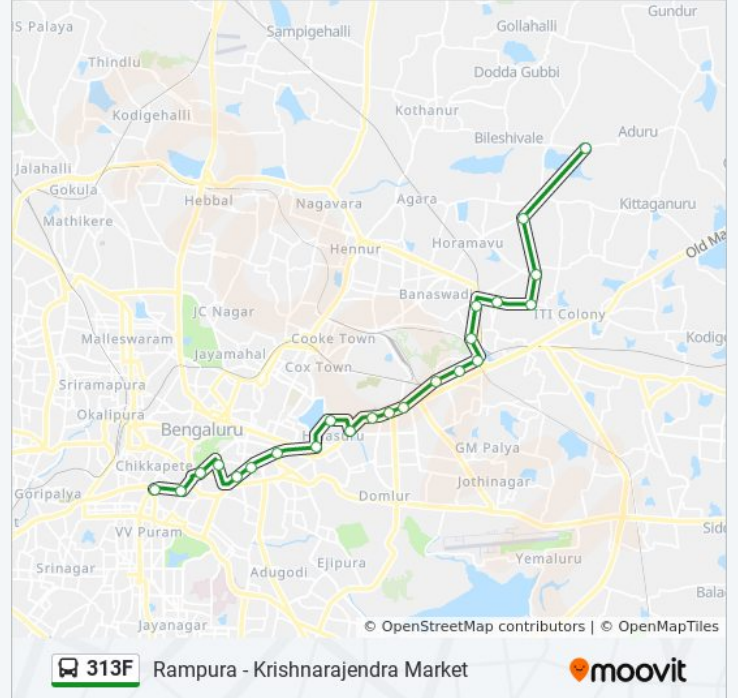 Gundur
IS Palaya
Sampigehalli
Gollahalli
Thindlu
Dodda Gubbi
Kodigehalli
Kothanur
Bileshivale
Aduru
Jalahalli
Gokula
Hebbal
Nagavara
Agara
Kittaganuru
Mathikere
Hennur
Horamavu
Old Ma
Banaswadi
JC Nagar
ITI Colony
Malleswaram
Cooke Town
Kodige
Jayamahal
Cox Town
Sriramapura
Okalipura
Bengaluru
GM Palya
Chikkapete
Jothinagar
Goripalya
Domlur
t
VV Puram
Side
Srinagar
Ejipura
Yemaluru
Adugodi
Bala
Jayanagar
© OpenStreetMap contributors | © OpenMapTiles
313F Rampura - Krishnarajendra Market
moovit